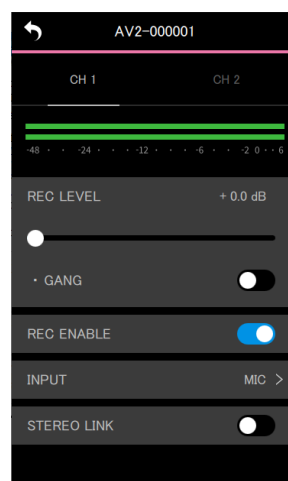 AV2-000001
CH 1 CH 2
-48 · · -24 · · · -12 · · · -6 · · -2 0 · · 6
REC LEVEL + 0.0 dB
・GANG
REC ENABLE
INPUT MIC >
STEREO LINK